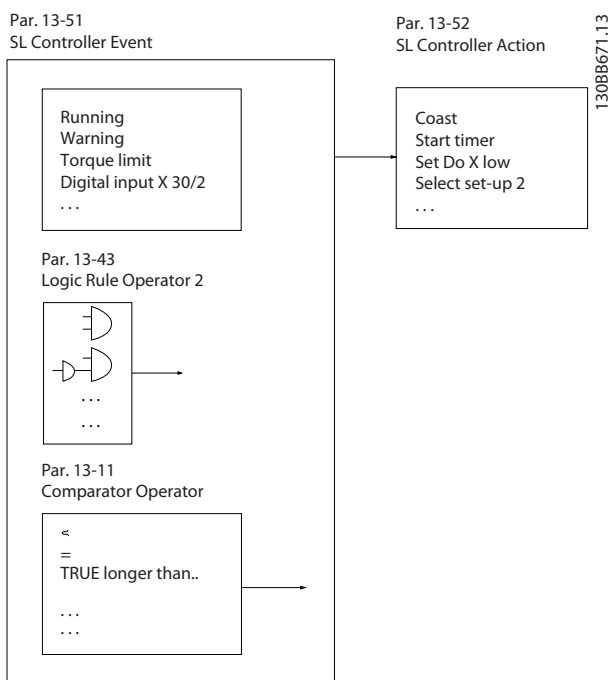 Par. 13-51
SL Controller Event
Par. 13-52
SL Controller Action
130BB671.13
Running
Warning
Torque limit
Digital input X 30/2
. . .
Coast
Start timer
Set Do X low
Select set-up 2
. . .
Par. 13-43
Logic Rule Operator 2
. . .
. . .
Par. 13-11
Comparator Operator
<
=
TRUE longer than..
. . .
. . .